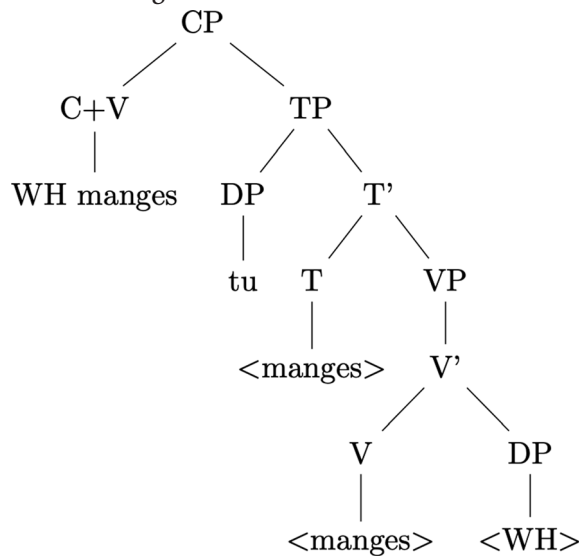 CP
C+V TP
WH manges DP T’
tu T VP
<manges> V’
V DP
<manges> <WH>